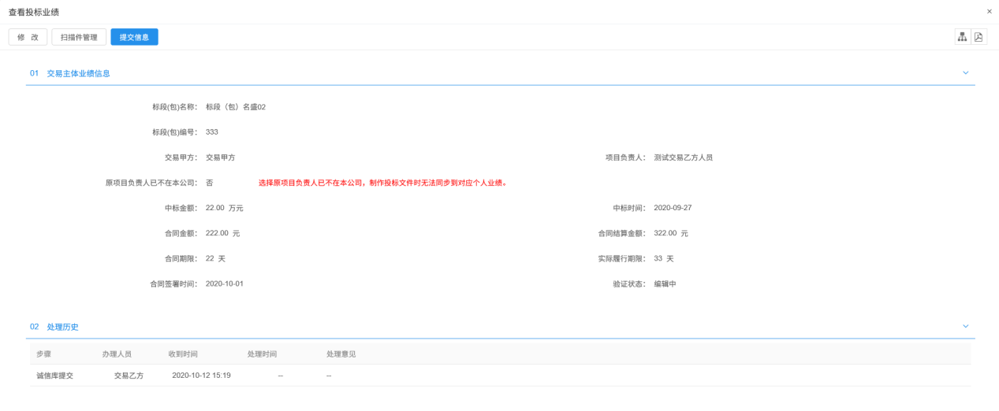 查看投标业绩 ×
修 改 扫描件管理 提交信息
01 交易主体业绩信息
标段(包)名称： 标段（包）名盛02
标段(包)编号： 333
交易甲方： 交易甲方 项目负责人： 测试交易乙方人员
原项目负责人已不在本公司： 否 选择原项目负责人已不在本公司，制作投标文件时无法同步到对应个人业绩。
中标金额： 22.00 万元 中标时间： 2020-09-27
合同金额： 222.00 元 合同结算金额： 322.00 元
合同期限： 22 天 实际履行期限： 33 天
合同签署时间： 2020-10-01 验证状态： 编辑中
02 处理历史
步骤 办理人员 收到时间 处理时间 处理意见
诚信库提交 交易乙方 2020-10-12 15:19 -- --